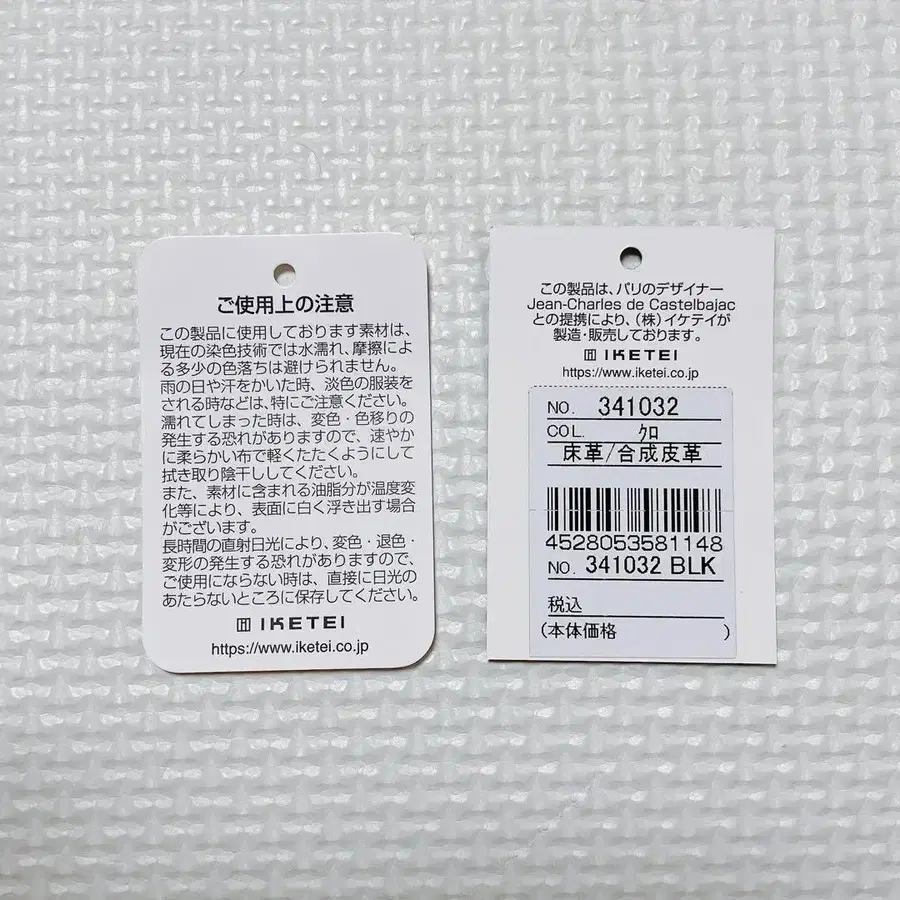 ご使用上の注意
この製品に使用しております素材は、
現在の染色技術では水濡れ、摩擦によ
る多少の色落ちは避けられません。
雨の日や汗をかいた時、淡色の服装を
される時などは、特にご注意ください。
濡れてしまった時は、変色・色移りの
発生する恐れがありますので、速やか
に柔らかい布で軽くたたくようにして
拭き取り陰干ししてください。
また、素材に含まれる油脂分が温度変
化等により、表面に白く浮き出す場合
がございます。
長時間の直射日光により、変色・退色・
変形の発生する恐れがありますので、
ご使用にならない時は、直接に日光の
あたらないところに保存してください。
IKETEI
https://www.iketei.co.jp
この製品は、パリのデザイナー
Jean-Charles de Castelbajac
との提携により、(株)イケテイが
製造・販売しております。
IKETEI
https://www.iketei.co.jp
NO. 341032
COL. クロ
床革/合成皮革
4528053581148
NO. 341032 BLK
税込
(本体価格 )